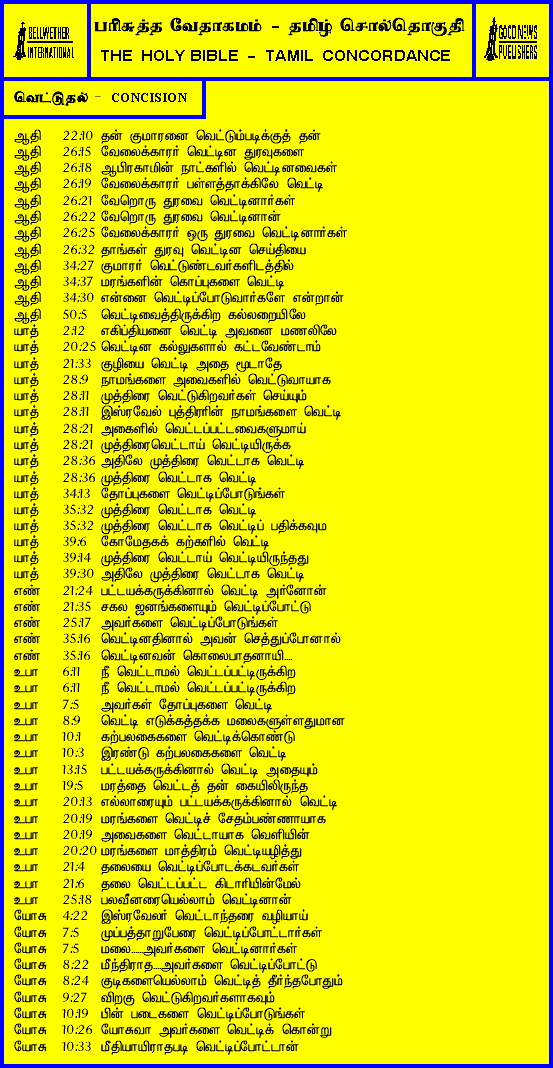 BELLWETHER
INTERNATIONAL
பரிசுத்த வேதாகமம் - தமிழ் சொல்தொகுதி
THE HOLY BIBLE - TAMIL CONCORDANCE
GOOD NEWS
PUBLISHERS
வெட்டுதல் - CONCISION
ஆதி 22:10 தன் குமாரனை வெட்டும்படிக்குத் தன்
ஆதி 26:15 வேலைக்காரர் வெட்டின துரவுகளை
ஆதி 26:18 ஆபிரகாமின் நாட்களில் வெட்டினவைகள்
ஆதி 26:19 வேலைக்காரர் பள்ளத்தாக்கிலே வெட்டி
ஆதி 26:21 வேறொரு துரவை வெட்டினார்கள்
ஆதி 26:22 வேறொரு துரவை வெட்டினான்
ஆதி 26:25 வேலைக்காரர் ஒரு துரவை வெட்டினார்கள்
ஆதி 26:32 தாங்கள் துரவு வெட்டின செய்தியை
ஆதி 34:27 குமாரர் வெட்டுண்டவர்களிடத்தில்
ஆதி 34:37 மரங்களின் கொப்புகளை வெட்டி
ஆதி 34:30 என்னை வெட்டிப்போடுவார்களே என்றான்
ஆதி 50:5 வெட்டிவைத்திருக்கிற கல்லறையிலே
யாத் 2:12 எகிப்தியனை வெட்டி அவனை மணலிலே
யாத் 20:25 வெட்டின கல்லுகளால் கட்டவேண்டாம்
யாத் 21:33 குழியை வெட்டி அதை மூடாதே
யாத் 28:9 நாமங்களை அவைகளில் வெட்டுவாயாக
யாத் 28:11 முத்திரை வெட்டுகிறவர்கள் செய்யும்
யாத் 28:11 இஸ்ரவேல் புத்திரரின் நாமங்களை வெட்டி
யாத் 28:21 அகைளில் வெட்டப்பட்டவைகளுமாய்
யாத் 28:21 முத்திரைவெட்டாய் வெட்டியிருக்க
யாத் 28:36 அதிலே முத்திரை வெட்டாக வெட்டி
யாத் 28:36 முத்திரை வெட்டாக வெட்டி
யாத் 34:13 தோப்புகளை வெட்டிப்போடுங்கள்
யாத் 35:32 முத்திரை வெட்டாக வெட்டி
யாத் 35:32 முத்திரை வெட்டாக வெட்டிப் பதிக்கவும
யாத் 39:6 கோமேதகக் கற்களில் வெட்டி
யாத் 39:14 முத்திரை வெட்டாய் வெட்டியிருந்தது
யாத் 39:30 அதிலே முத்திரை வெட்டாக வெட்டி
எண் 21:24 பட்டயக்கருக்கினால் வெட்டி அர்னோன்
எண் 21:35 சகல ஜனங்களையும் வெட்டிப்போட்டு
எண் 25:17 அவர்களை வெட்டிப்போடுங்கள்
எண் 35:16 வெட்டினதினால் அவன் செத்துப்போனால்
எண் 35:16 வெட்டினவன் கொலைபாதனாயி....
உபா 6:11 நீ வெட்டாமல் வெட்டப்பட்டிருக்கிற
உபா 6:11 நீ வெட்டாமல் வெட்டப்பட்டிருக்கிற
உபா 7:5 அவர்கள் தோப்புகளை வெட்டி
உபா 8:9 வெட்டி எடுக்கத்தக்க மலைகளுள்ளதுமான
உபா 10:1 கற்பலகைகளை வெட்டிக்கொண்டு
உபா 10:3 இரண்டு கற்பலகைகளை வெட்டி
உபா 13:15 பட்டயக்கருக்கினால் வெட்டி அதையும்
உபா 19:5 மரத்தை வெட்டத் தன் கையிலிருந்த
உபா 20:13 எல்லாரையும் பட்டயக்கருக்கினால் வெட்டி
உபா 20:19 மரங்களை வெட்டிச் சேதம்பண்ணாயாக
உபா 20:19 அவைகளை வெட்டாயாக வெளியின்
உபா 20:20 மரங்களை மாத்திரம் வெட்டியழித்து
உபா 21:4 தலையை வெட்டிப்போடக்கடவர்கள்
உபா 21:6 தலை வெட்டப்பட்ட கிடாரியின்மேல்
உபா 25:18 பலவீனரையெல்லாம் வெட்டினான்
யோசு 4:22 இஸ்ரவேலர் வெட்டாந்தரை வழியாய்
யோசு 7:5 முப்பத்தாறுபேரை வெட்டிப்போட்டார்கள்
யோசு 7:5 மலை.....அவர்களை வெட்டினார்கள்
யோசு 8:22 மீந்திராத....அவர்களை வெட்டிப்போட்டு
யோசு 8:24 குடிகளையெல்லாம் வெட்டித் தீர்ந்தபோதும்
யோசு 9:27 விறகு வெட்டுகிறவர்களாகவும்
யோசு 10:19 பின் படைகளை வெட்டிப்போடுங்கள்
யோசு 10:26 யோசுவா அவர்களை வெட்டிக் கொன்று
யோசு 10:33 மீதியாயிராதபடி வெட்டிப்போட்டான்